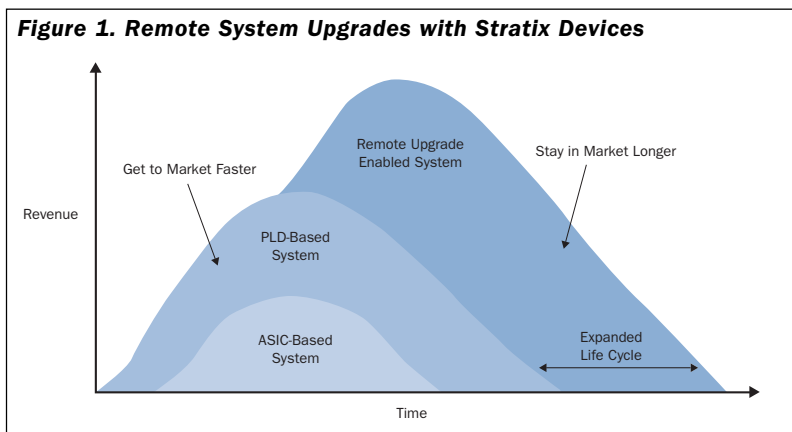 Figure 1. Remote System Upgrades with Stratix Devices
Remote Upgrade
Enabled System
Stay in Market Longer
Get to Market Faster
Revenue
PLD-Based
System
ASIC-Based
System
Expanded
Life Cycle
Time